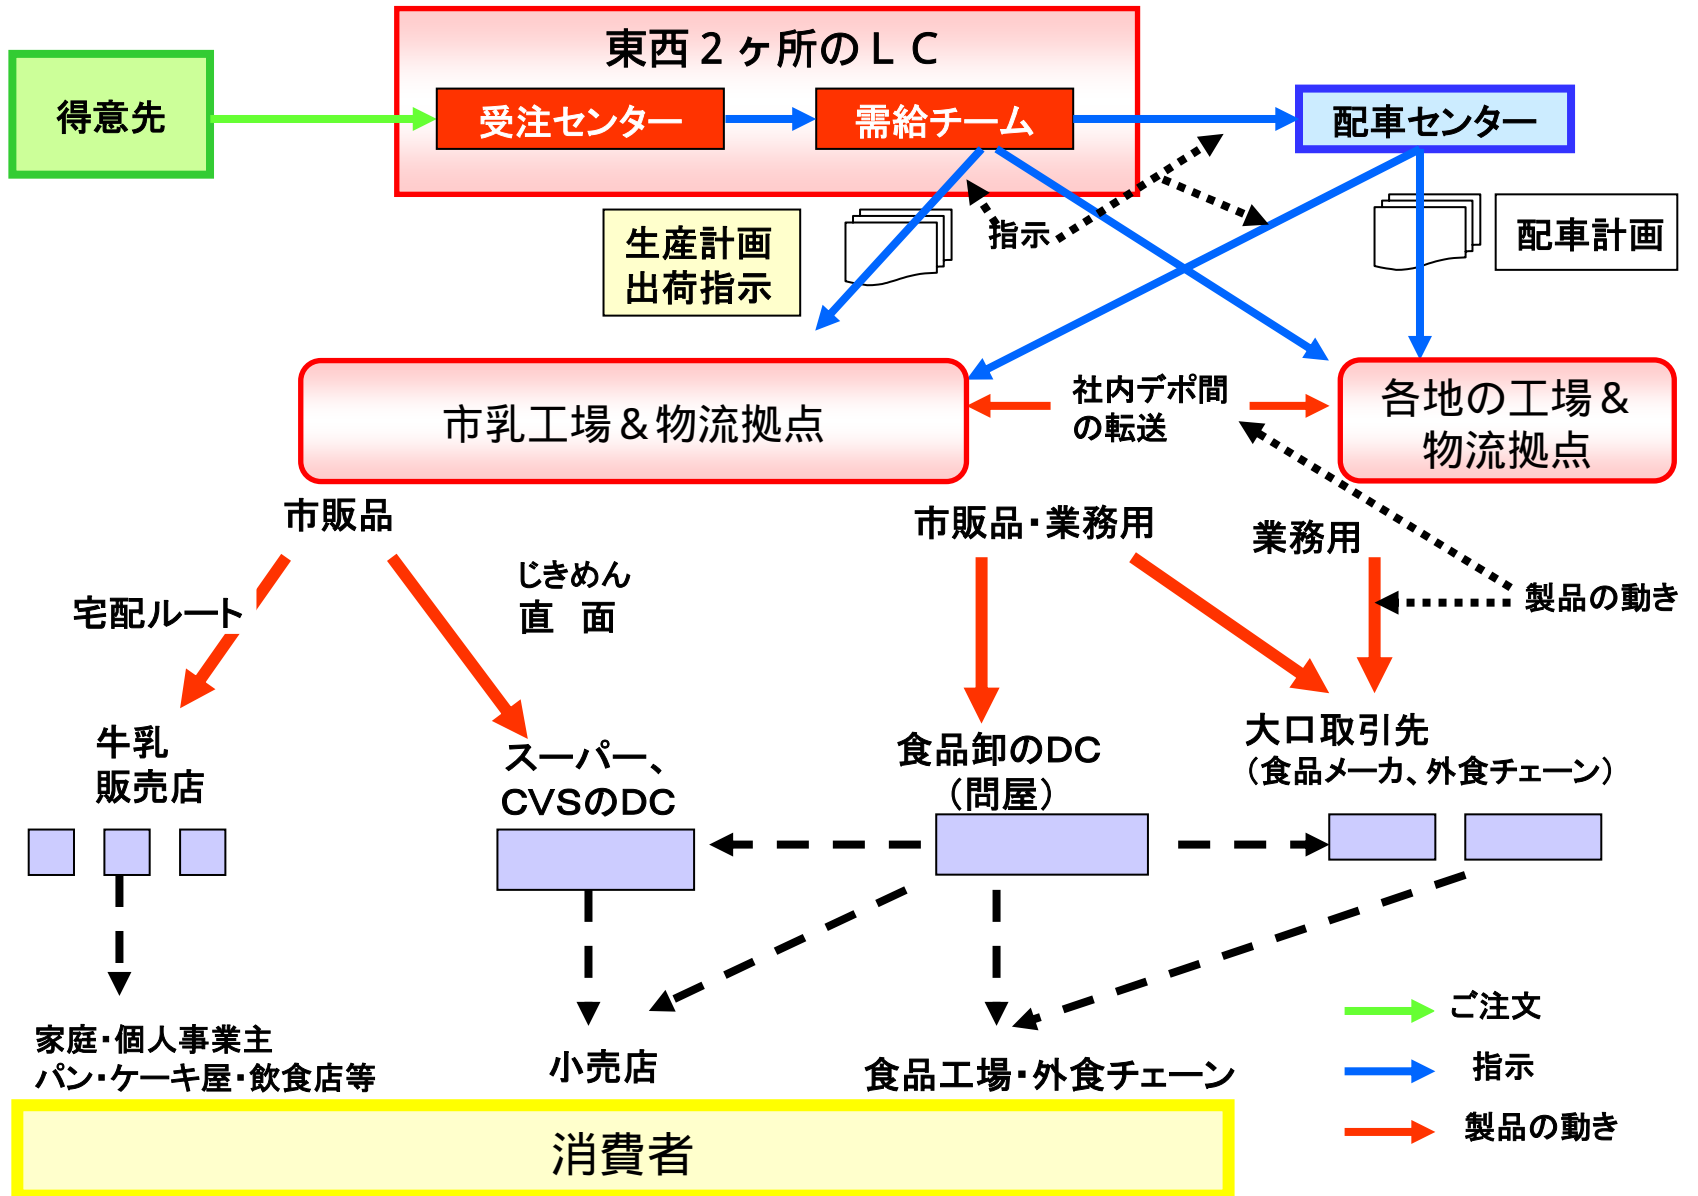 東西２ヶ所のＬＣ
得意先
受注センター
需給チーム
配車センター
指示
配車計画
生産計画
出荷指示
社内デポ間
の転送
市乳工場＆物流拠点
各地の工場＆
物流拠点
市販品
市販品・業務用
業務用
じきめん
直　面
宅配ルート
製品の動き
牛乳
販売店
スーパー、
CVSのDC
食品卸のDC
（問屋）
大口取引先
（食品メーカ、外食チェーン）
家庭・個人事業主
パン・ケーキ屋・飲食店等
小売店
食品工場・外食チェーン
ご注文
指示
製品の動き
消費者